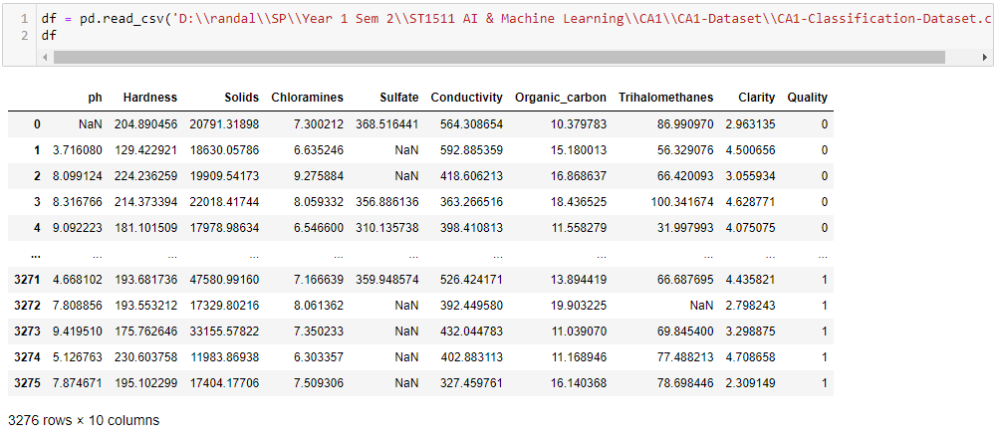 1 df = pd.read_csv('D:\\randal\\SP\\Year 1 Sem 2\\ST1511 AI & Machine Learning\\CA1\\CA1-Dataset\\CA1-Classification-Dataset.c
2 df
ph Hardness Solids Chloramines Sulfate Conductivity Organic_carbon Trihalomethanes Clarity Quality
0 NaN 204.890456 20791.31898 7.300212 368.516441 564.308654 10.379783 86.990970 2.963135 0
1 3.716080 129.422921 18630.05786 6.635246 NaN 592.885359 15.180013 56.329076 4.500656 0
2 8.099124 224.236259 19909.54173 9.275884 NaN 418.606213 16.868637 66.420093 3.055934 0
3 8.316766 214.373394 22018.41744 8.059332 356.886136 363.266516 18.436525 100.341674 4.628771 0
4 9.092223 181.101509 17978.98634 6.546600 310.135738 398.410813 11.558279 31.997993 4.075075 0
... ... ... ... ... ... ... ... ... ... ...
3271 4.668102 193.681736 47580.99160 7.166639 359.948574 526.424171 13.894419 66.687695 4.435821 1
3272 7.808856 193.553212 17329.80216 8.061362 NaN 392.449580 19.903225 NaN 2.798243 1
3273 9.419510 175.762646 33155.57822 7.350233 NaN 432.044783 11.039070 69.845400 3.298875 1
3274 5.126763 230.603758 11983.86938 6.303357 NaN 402.883113 11.168946 77.488213 4.708658 1
3275 7.874671 195.102299 17404.17706 7.509306 NaN 327.459761 16.140368 78.698446 2.309149 1
3276 rows × 10 columns